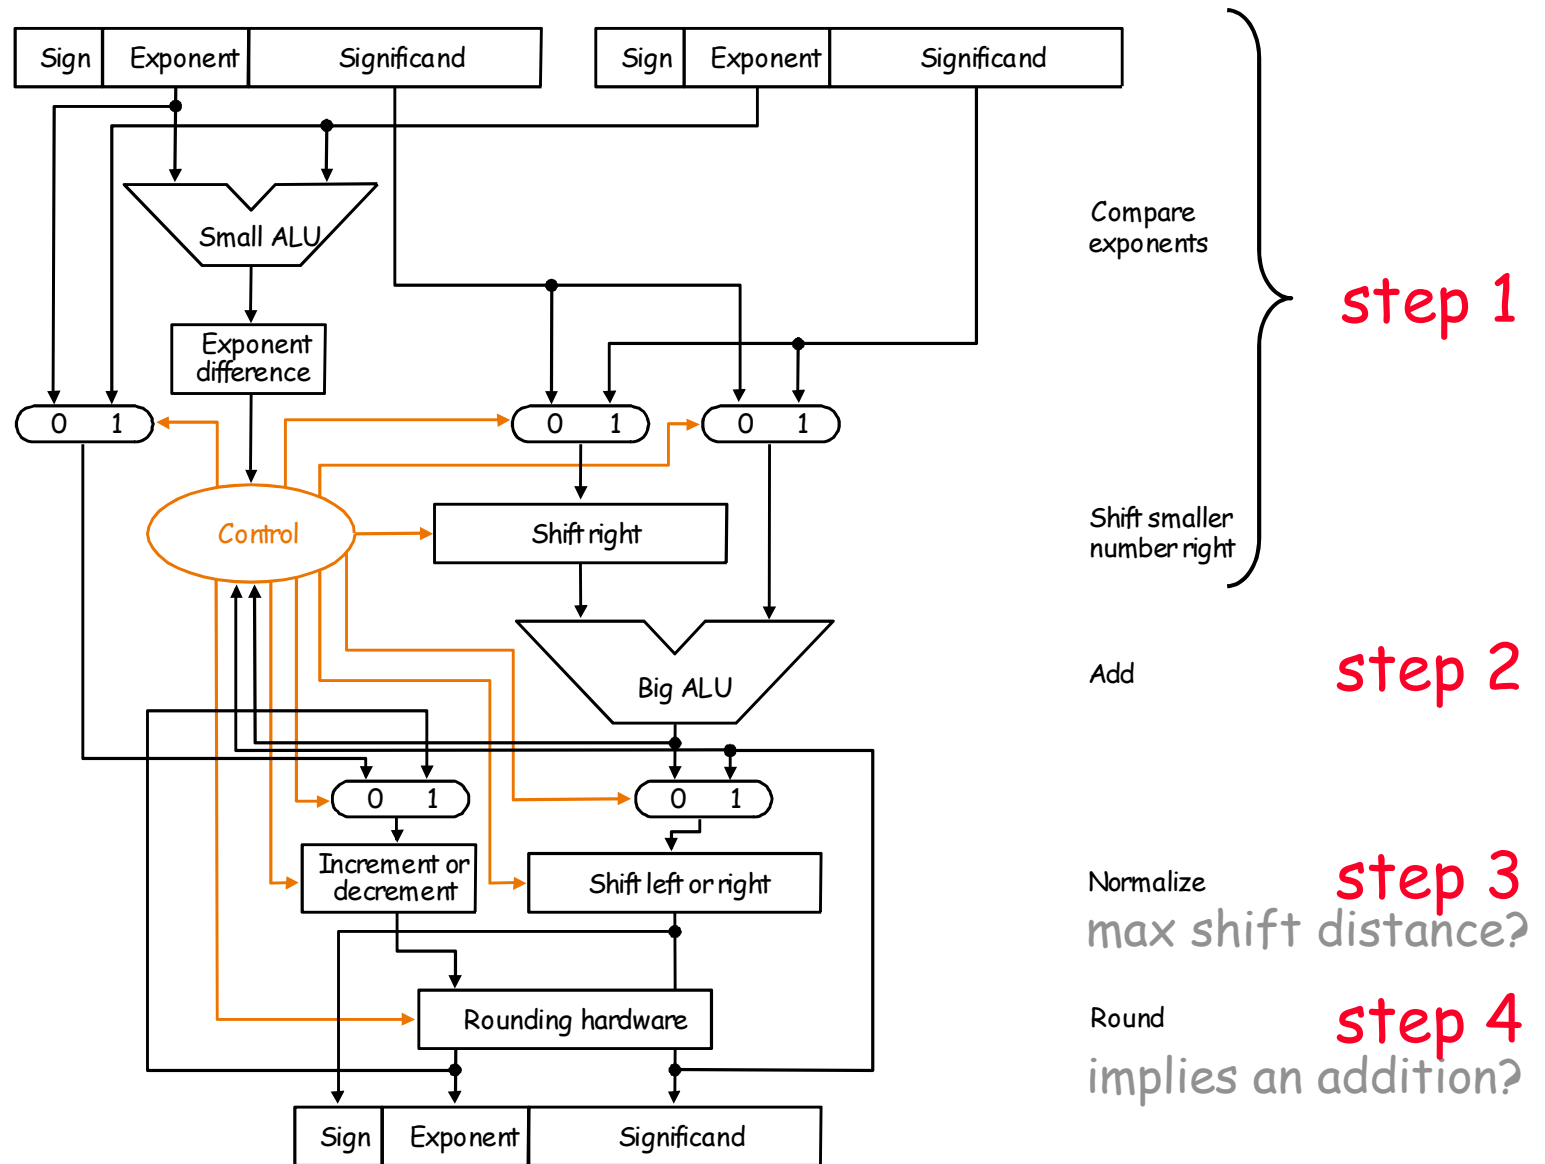 Sign Exponent Significand Sign Exponent Significand
Compare
exponents
Small ALU
step 1
Exponent
difference
0 1 0 1 0 1
Shift smaller
number right
Control
Shift right
Add
step 2
Big ALU
0 1 0 1
Increment or
decrement
Shift left or right
Normalize
step 3
max shift distance?
Rounding hardware
Round
step 4
implies an addition?
Sign Exponent Significand